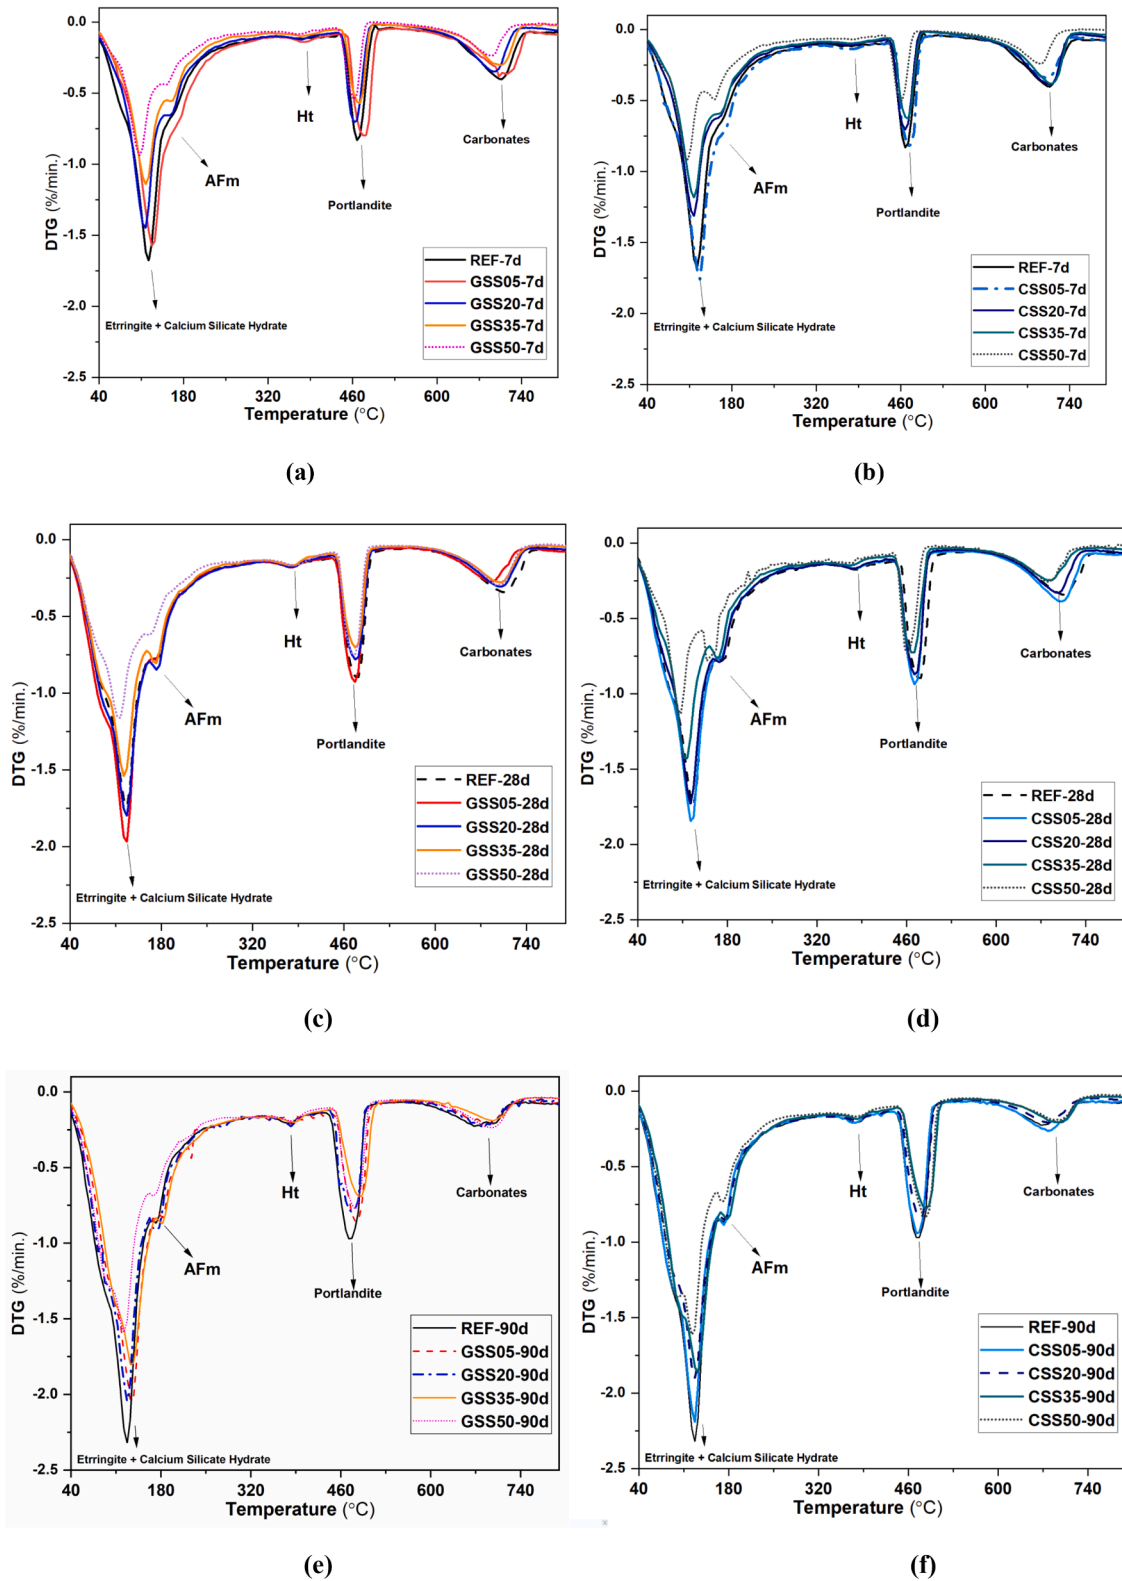 0.0
-0.5
-1.0
-1.5
-2.0
-2.5
DTG (%/min.)
40
180
320
460
600
740
Temperature (°C)
Ht
AFm
Portlandite
Carbonates
Etrringite + Calcium Silicate Hydrate
REF-7d
GSS05-7d
GSS20-7d
GSS35-7d
GSS50-7d
(a)
0.0
-0.5
-1.0
-1.5
-2.0
-2.5
DTG (%/min.)
40
180
320
460
600
740
Temperature (°C)
Ht
AFm
Portlandite
Carbonates
Etrringite + Calcium Silicate Hydrate
REF-7d
CSS05-7d
CSS20-7d
CSS35-7d
CSS50-7d
(b)
0.0
-0.5
-1.0
-1.5
-2.0
-2.5
DTG (%/min.)
40
180
320
460
600
740
Temperature (°C)
Ht
AFm
Portlandite
Carbonates
Etrringite + Calcium Silicate Hydrate
REF-28d
GSS05-28d
GSS20-28d
GSS35-28d
GSS50-28d
(c)
0.0
-0.5
-1.0
-1.5
-2.0
-2.5
DTG (%/min.)
40
180
320
460
600
740
Temperature (°C)
Ht
AFm
Portlandite
Carbonates
Etrringite + Calcium Silicate Hydrate
REF-28d
CSS05-28d
CSS20-28d
CSS35-28d
CSS50-28d
(d)
0.0
-0.5
-1.0
-1.5
-2.0
-2.5
DTG (%/min.)
40
180
320
460
600
740
Temperature (°C)
Ht
AFm
Portlandite
Carbonates
Etrringite + Calcium Silicate Hydrate
REF-90d
GSS05-90d
GSS20-90d
GSS35-90d
GSS50-90d
(e)
0.0
-0.5
-1.0
-1.5
-2.0
-2.5
DTG (%/min.)
40
180
320
460
600
740
Temperature (°C)
Ht
AFm
Portlandite
Carbonates
Etrringite + Calcium Silicate Hydrate
REF-90d
CSS05-90d
CSS20-90d
CSS35-90d
CSS50-90d
(f)